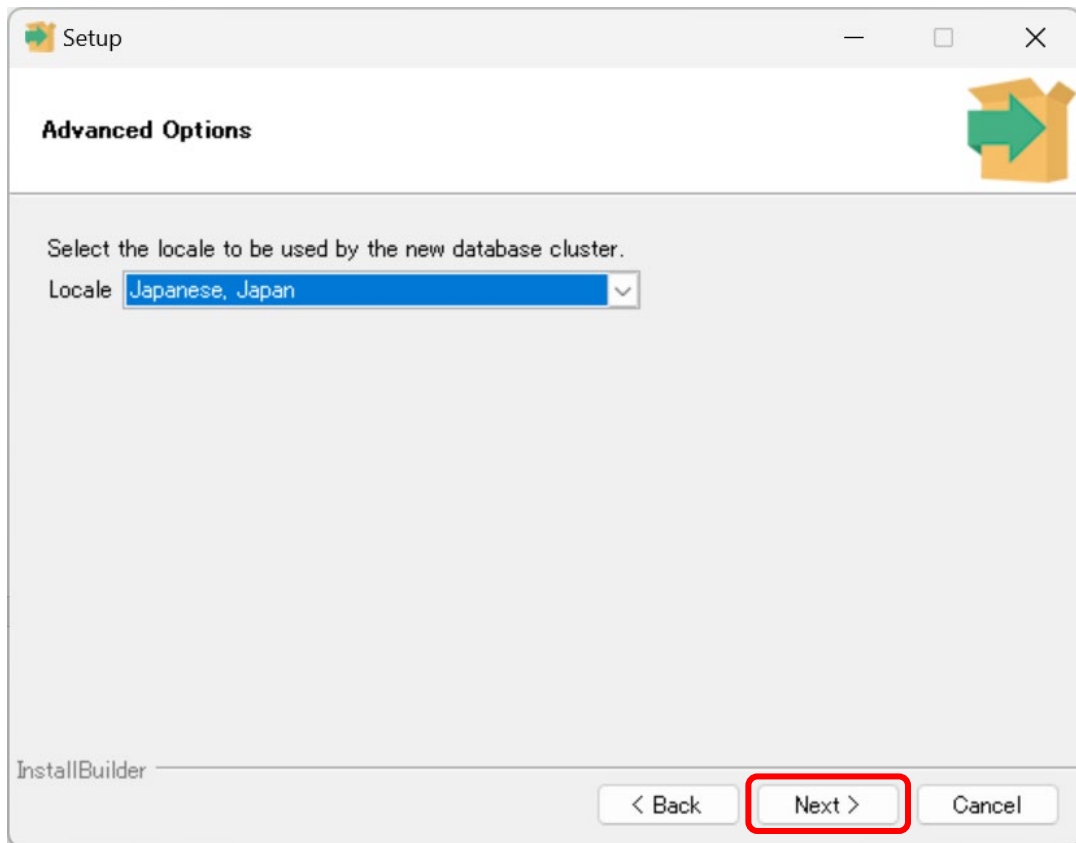 Setup
Advanced Options
Select the locale to be used by the new database cluster.
Locale Japanese, Japan
InstallBuilder
< Back Next > Cancel